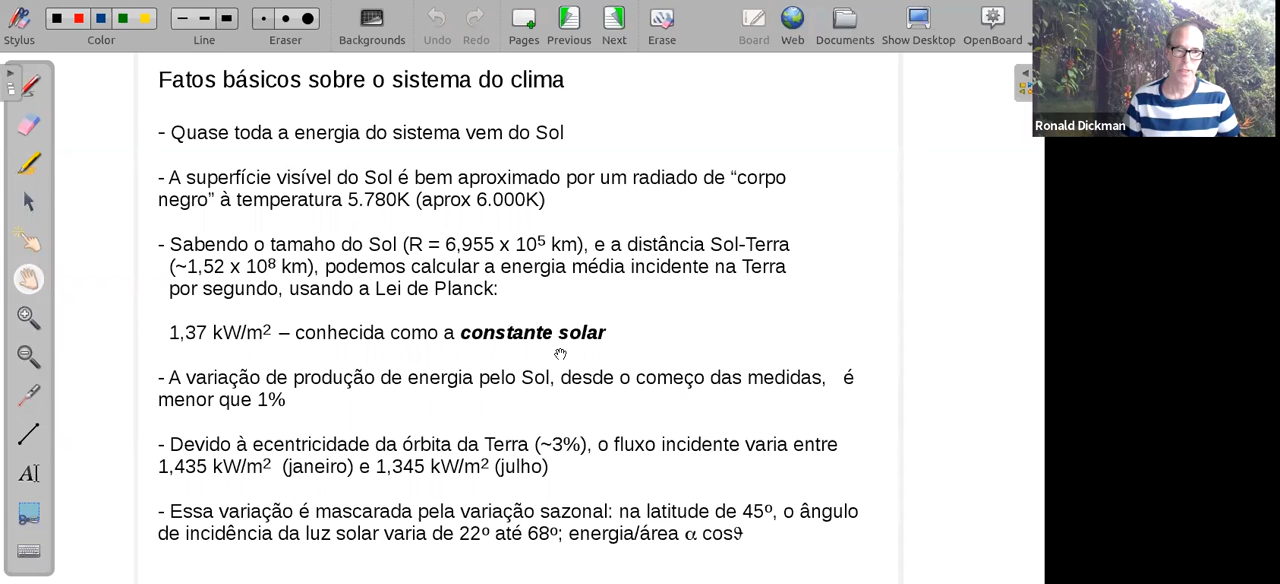 Stylus
Color
Line
Eraser
Backgrounds
Undo
Redo
Pages
Previous
Next
Erase
Board
Web
Documents
Show Desktop
OpenBoard
Ronald Dickman
Fatos básicos sobre o sistema do clima
- Quase toda a energia do sistema vem do Sol
- A superfície visível do Sol é bem aproximado por um radiado de “corpo
negro” à temperatura 5.780K (aprox 6.000K)
- Sabendo o tamaho do Sol (R = 6,955 x 10⁵ km), e a distância Sol-Terra
(~1,52 x 10⁸ km), podemos calcular a energia média incidente na Terra
por segundo, usando a Lei de Planck:
1,37 kW/m² – conhecida como a constante solar
- A variação de produção de energia pelo Sol, desde o começo das medidas, é
menor que 1%
- Devido à ecentricidade da órbita da Terra (~3%), o fluxo incidente varia entre
1,435 kW/m² (janeiro) e 1,345 kW/m² (julho)
- Essa variação é mascarada pela variação sazonal: na latitude de 45º, o ângulo
de incidência da luz solar varia de 22º até 68º; energia/área α cosϑ
AI